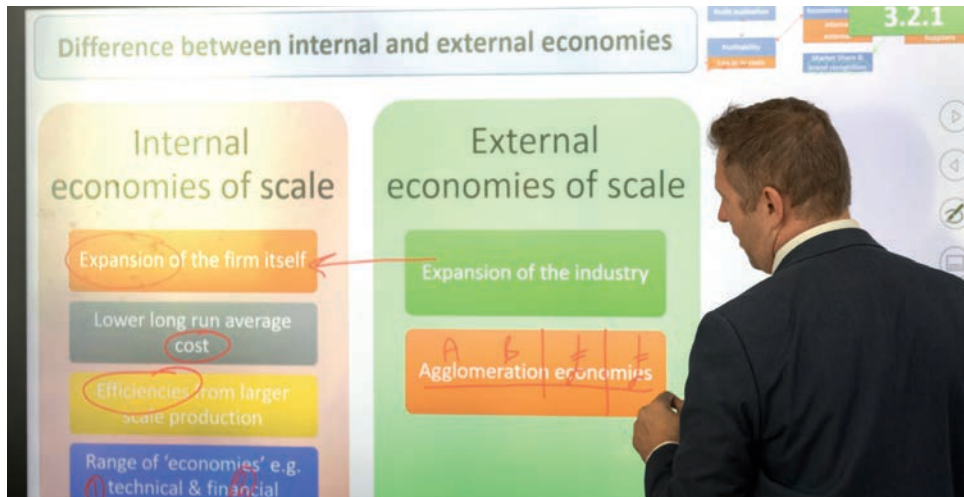 Difference between internal and external economies
3.2.1
Profitability
Market Share &
brand recognition
Internal
economies of scale
Expansion of the firm itself
Lower long run average
cost
Efficiencies from larger
scale production
Range of 'economies' e.g.
technical & financial
External
economies of scale
Expansion of the industry
A B £ £
Agglomeration economies